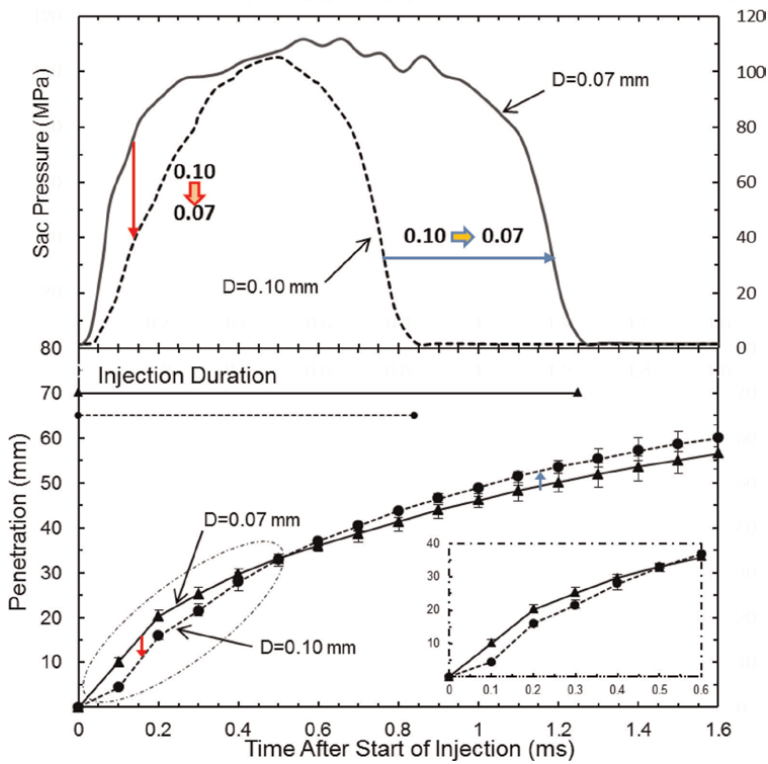 Sac Pressure (MPa)
120
100
80
60
40
20
0
D=0.07 mm
0.10
0.07
0.10 0.07
D=0.10 mm
Penetration (mm)
80
70
60
50
40
30
20
10
0
Injection Duration
D=0.07 mm
D=0.10 mm
40
30
20
10
0 0.1 0.2 0.3 0.4 0.5 0.6
0 0.2 0.4 0.6 0.8 1 1.2 1.4 1.6
Time After Start of Injection (ms)